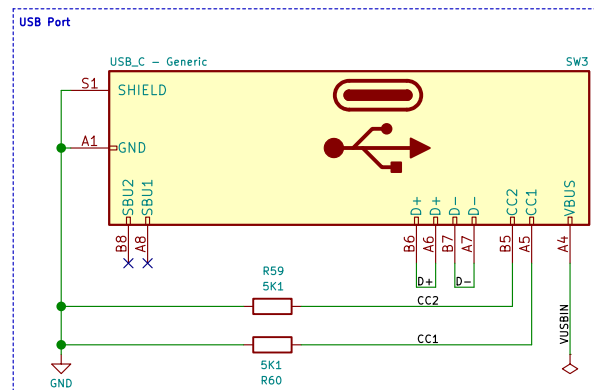 USB Port
USB_C - Generic
SW3
S1
SHIELD
A1
GND
SBU2
SBU1
D+
D+
D-
D-
CC2
CC1
VBUS
B8
A8
B6
A6
B7
A7
B5
A5
A4
D+
D-
R59
5K1
CC2
VUSBIN
CC1
5K1
R60
GND